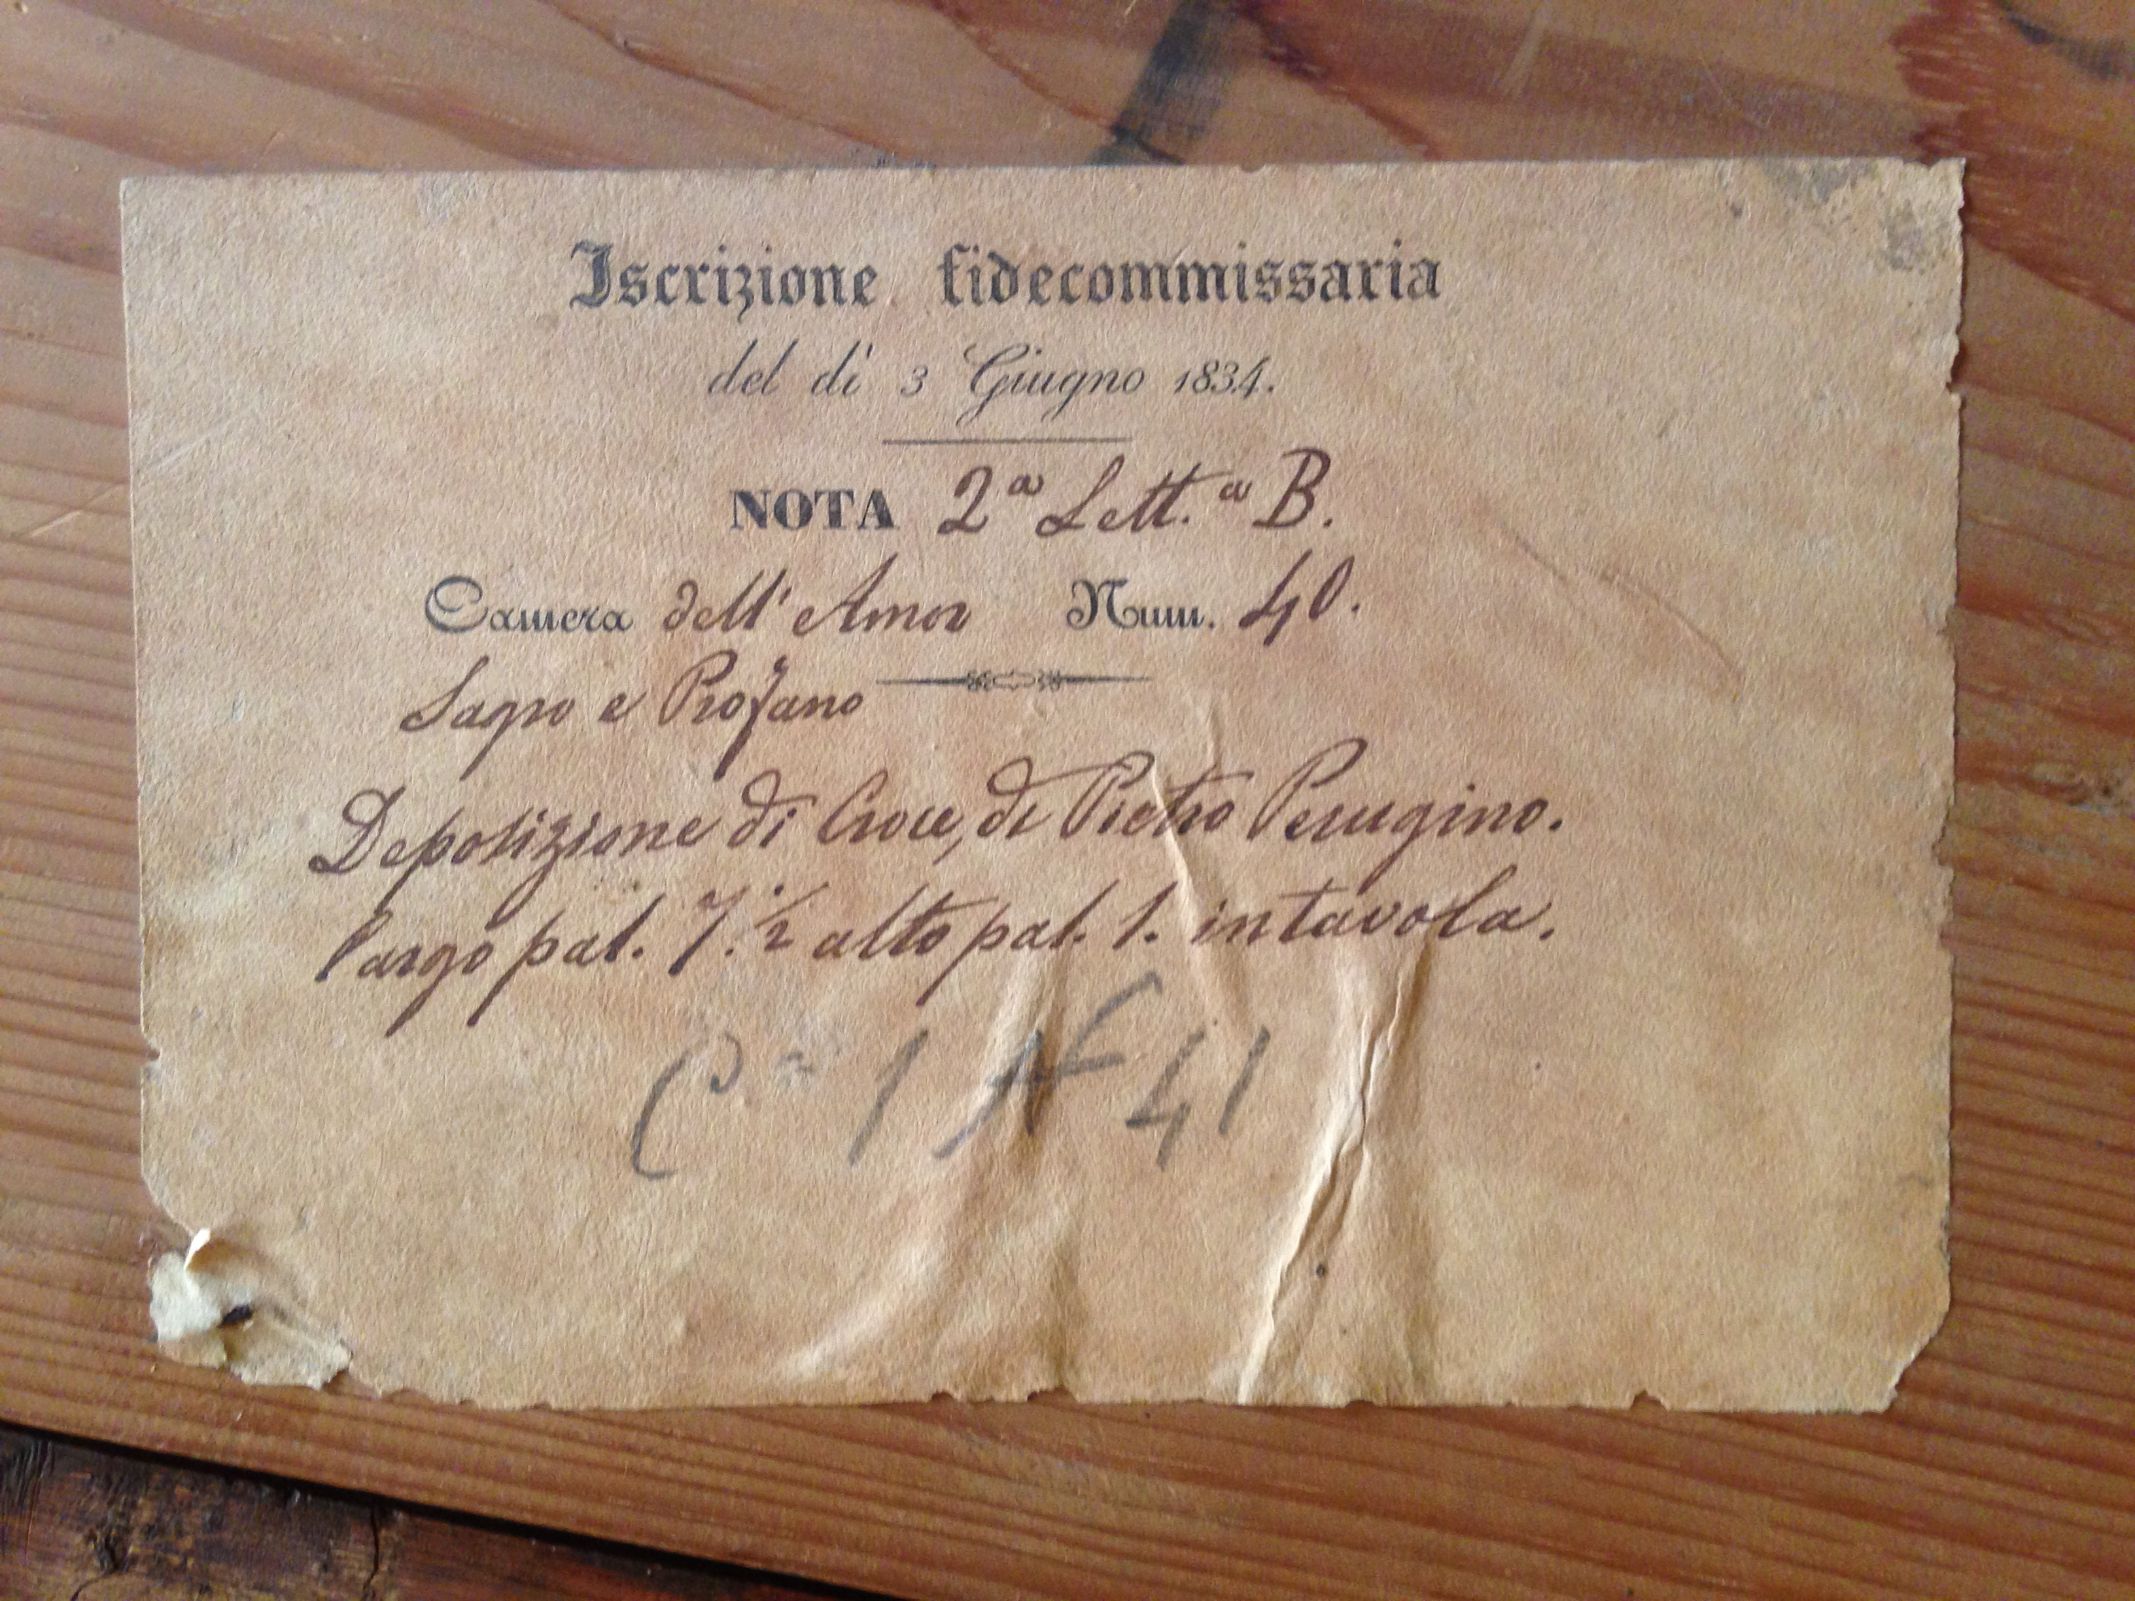 Iscrizione fidecommissaria
del dì 3 Giugno 1834.
NOTA 2a Lett.a B.
Camera dell' Amor Num. 40.
Sagro e Profano
Deposizione di Croce, di Pietro Perugino.
largo pal. 7.½ alto pal. 1. in tavola.
1 N 41